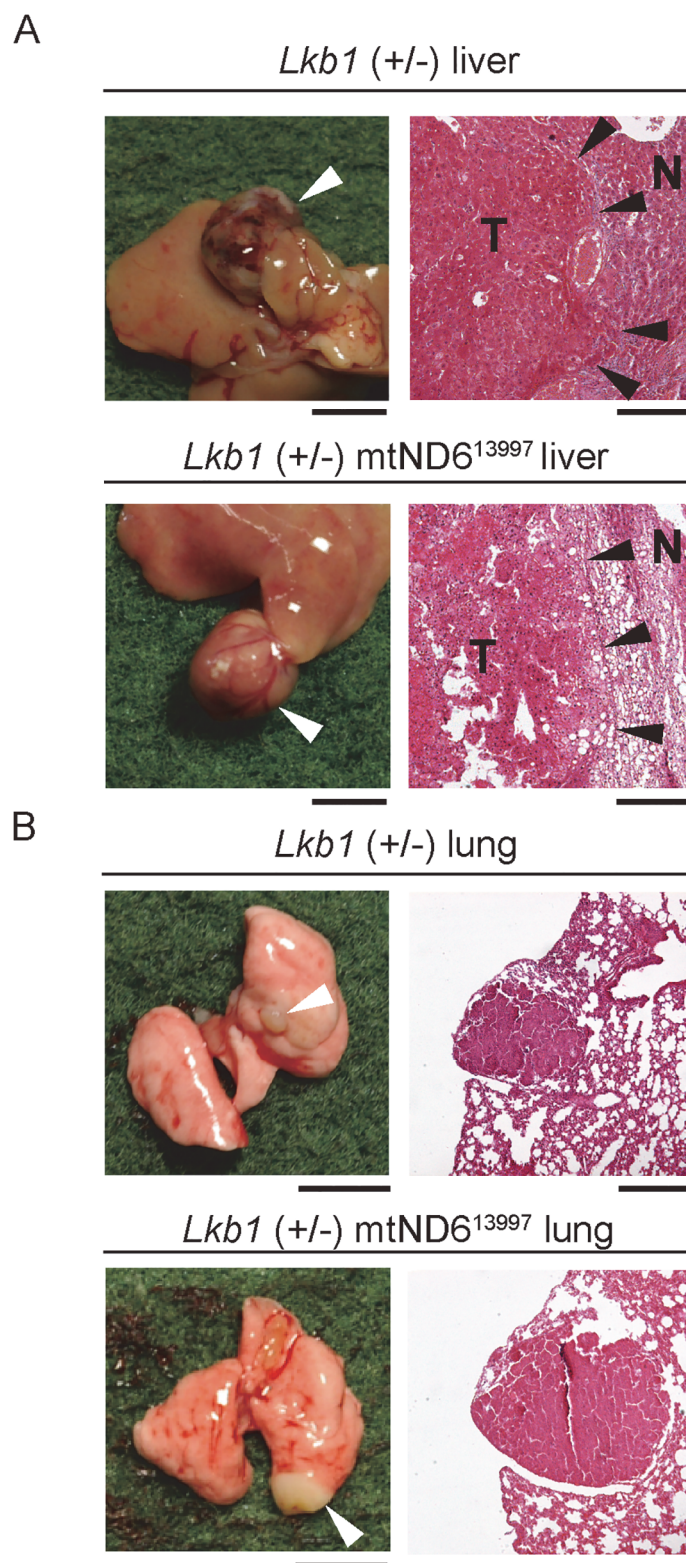 A
Lkb1 (+/-) liver
T
N
Lkb1 (+/-) mtND6¹³⁹⁹⁷ liver
T
N
B
Lkb1 (+/-) lung
Lkb1 (+/-) mtND6¹³⁹⁹⁷ lung